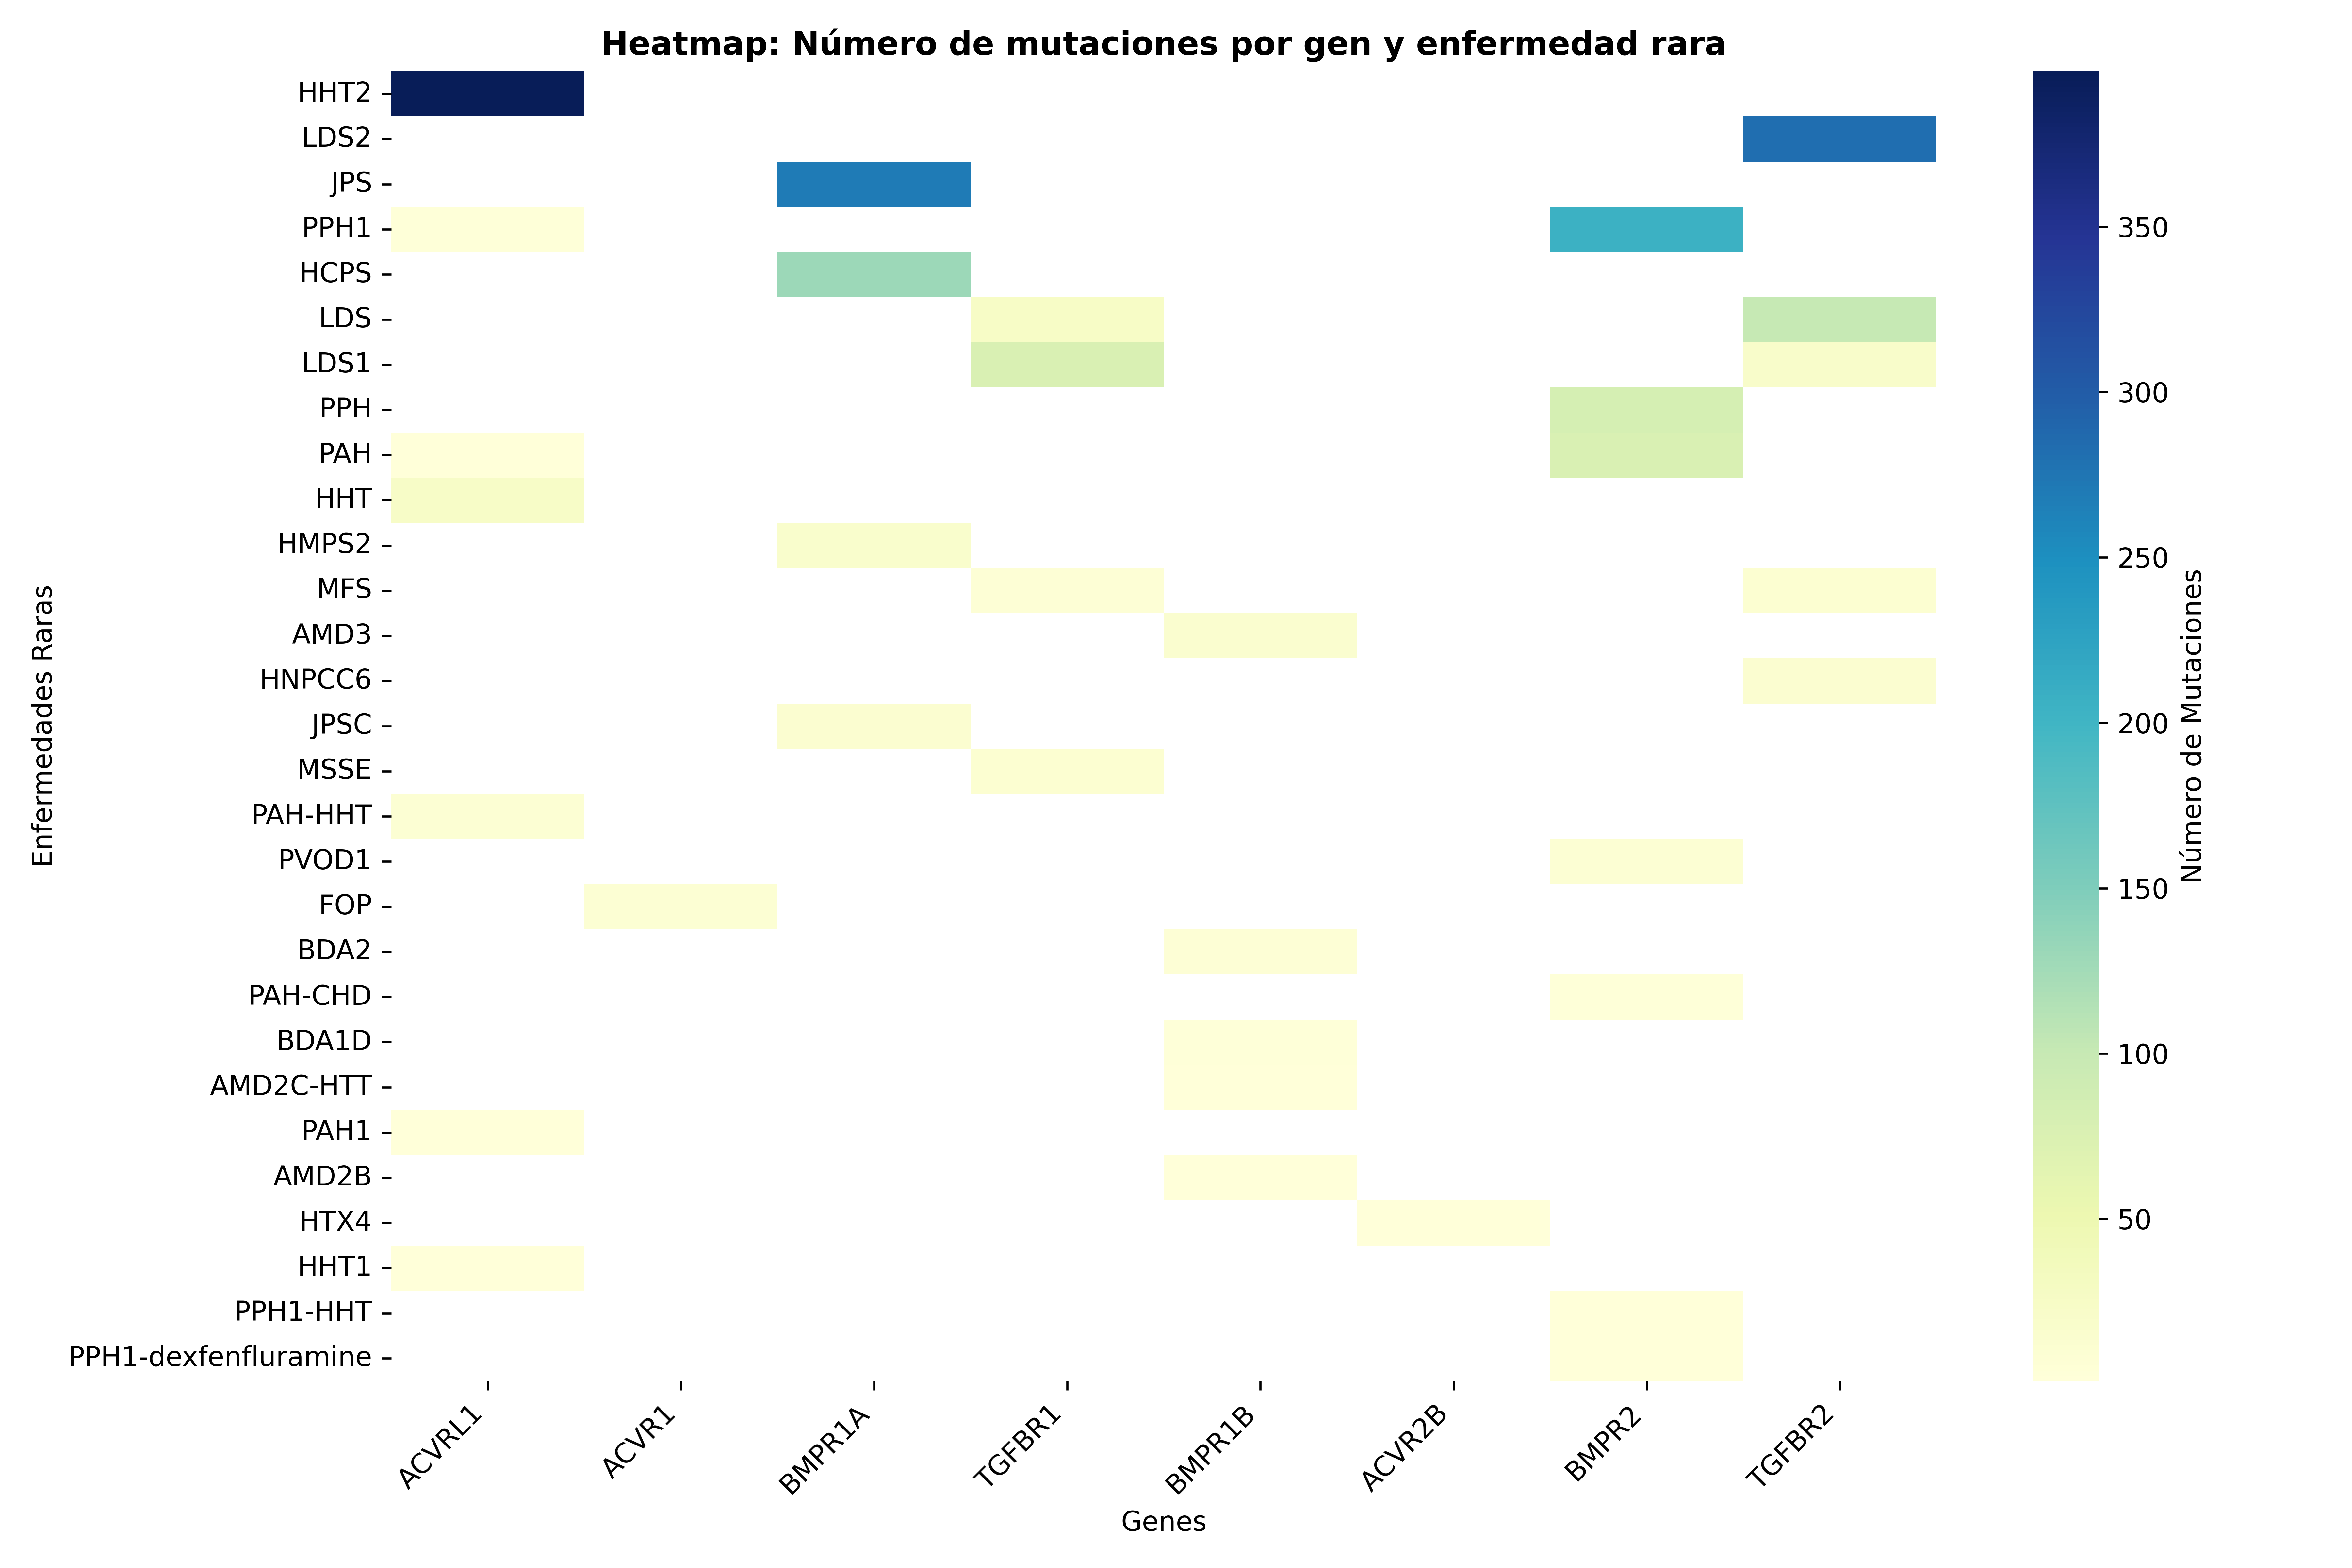 Heatmap: Número de mutaciones por gen y enfermedad rara
Enfermedades Raras
HHT2
LDS2
JPS
PPH1
HCPS
LDS
LDS1
PPH
PAH
HHT
HMPS2
MFS
AMD3
HNPCC6
JPSC
MSSE
PAH-HHT
PVOD1
FOP
BDA2
PAH-CHD
BDA1D
AMD2C-HTT
PAH1
AMD2B
HTX4
HHT1
PPH1-HHT
PPH1-dexfenfluramine
ACVRL1
ACVR1
BMPR1A
TGFBR1
BMPR1B
ACVR2B
BMPR2
TGFBR2
Genes
350
300
250
200
150
100
50
Número de Mutaciones